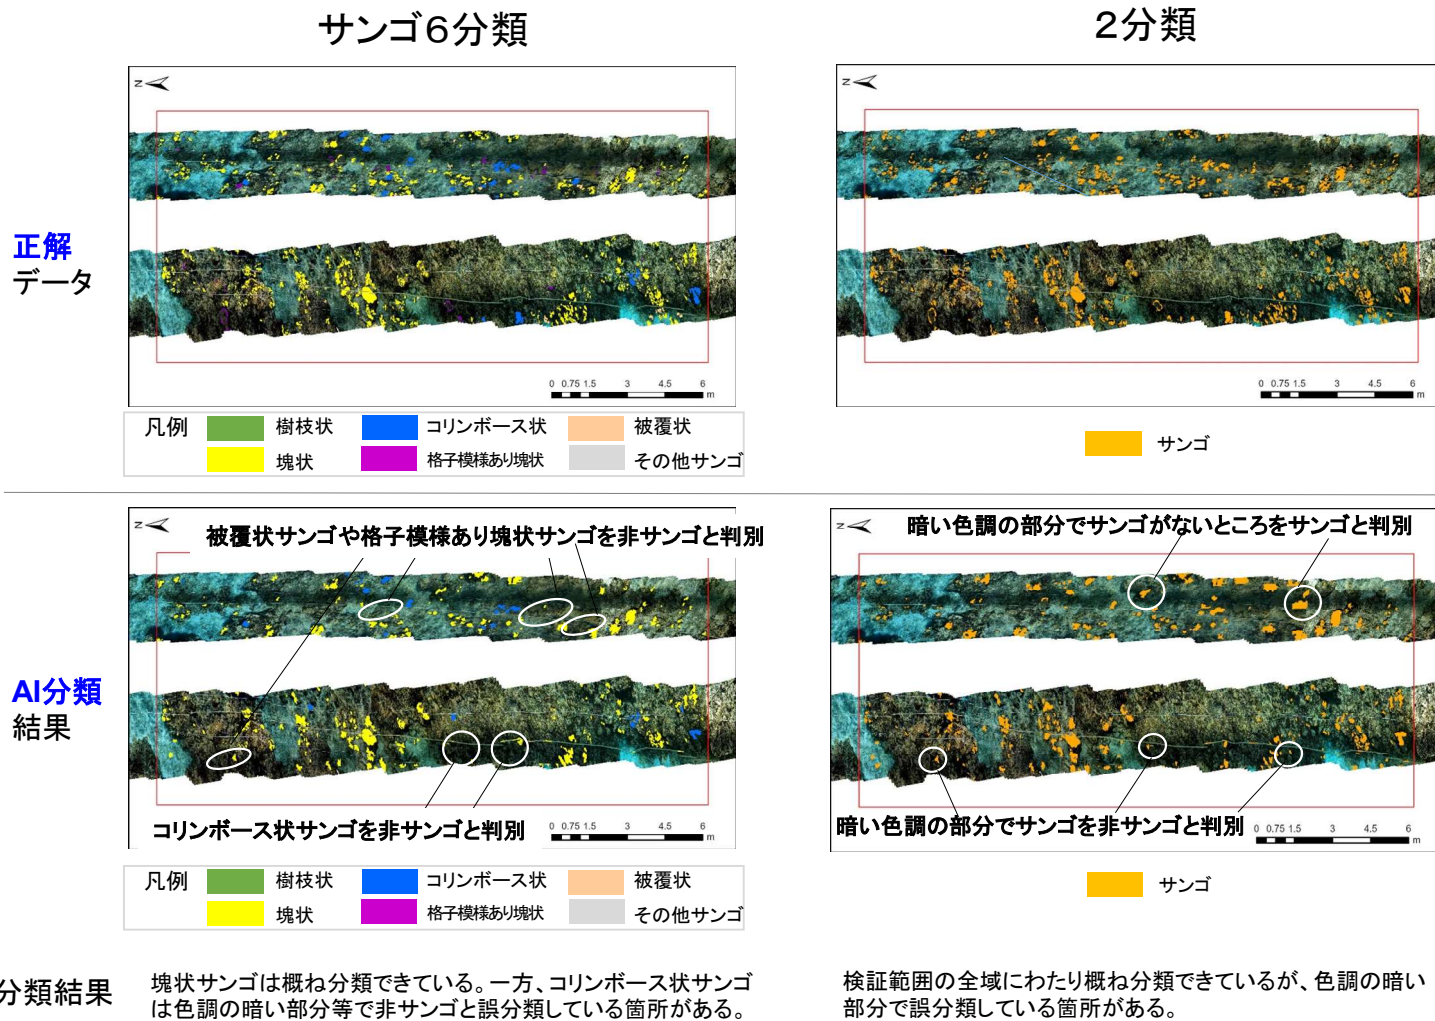 サンゴ6分類
2分類
正解
データ
Z
0 0.75 1.5 3 4.5 6
m
Z
0 0.75 1.5 3 4.5 6
m
凡例 樹枝状 コリンボース状 被覆状
塊状 格子模様あり塊状 その他サンゴ
サンゴ
AI分類
結果
Z
被覆状サンゴや格子模様あり塊状サンゴを非サンゴと判別
コリンボース状サンゴを非サンゴと判別
0 0.75 1.5 3 4.5 6
m
Z
暗い色調の部分でサンゴがないところをサンゴと判別
暗い色調の部分でサンゴを非サンゴと判別
0 0.75 1.5 3 4.5 6
m
凡例 樹枝状 コリンボース状 被覆状
塊状 格子模様あり塊状 その他サンゴ
サンゴ
分類結果
塊状サンゴは概ね分類できている。一方、コリンボース状サンゴ
は色調の暗い部分等で非サンゴと誤分類している箇所がある。
検証範囲の全域にわたり概ね分類できているが、色調の暗い
部分で誤分類している箇所がある。